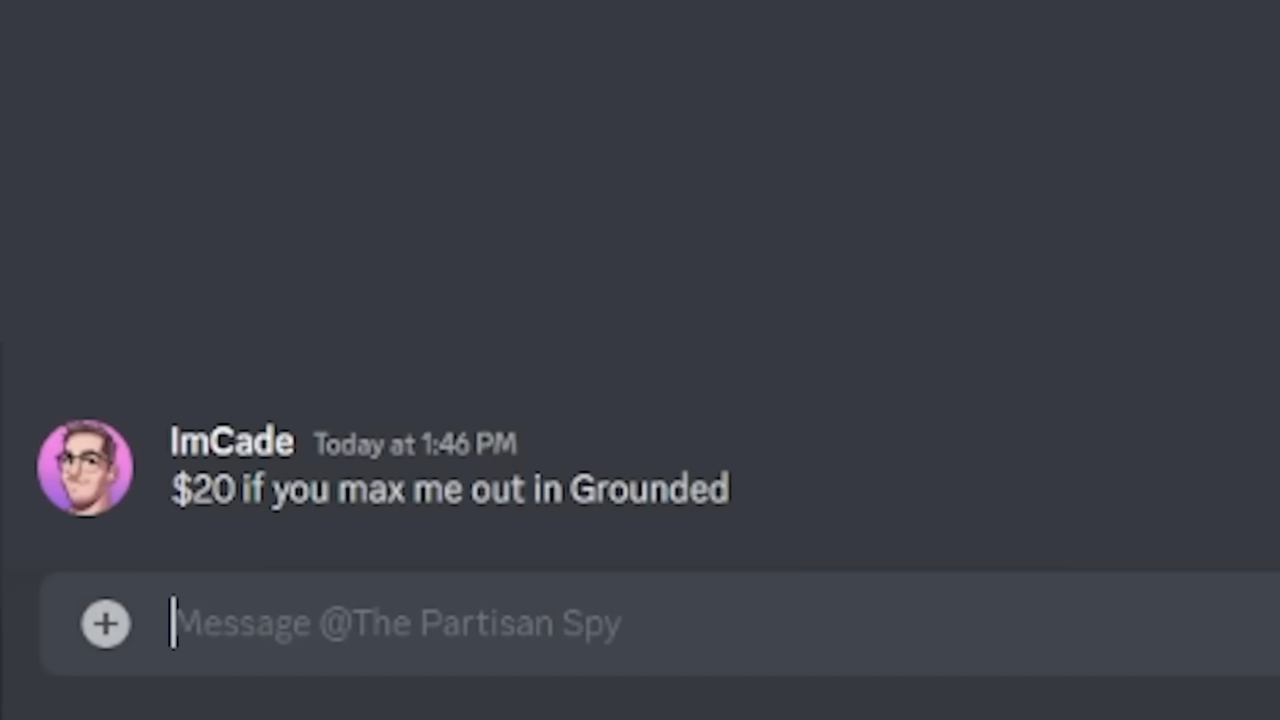 ImCade Today at 1:46 PM
$20 if you max me out in Grounded
Message @The Partisan Spy